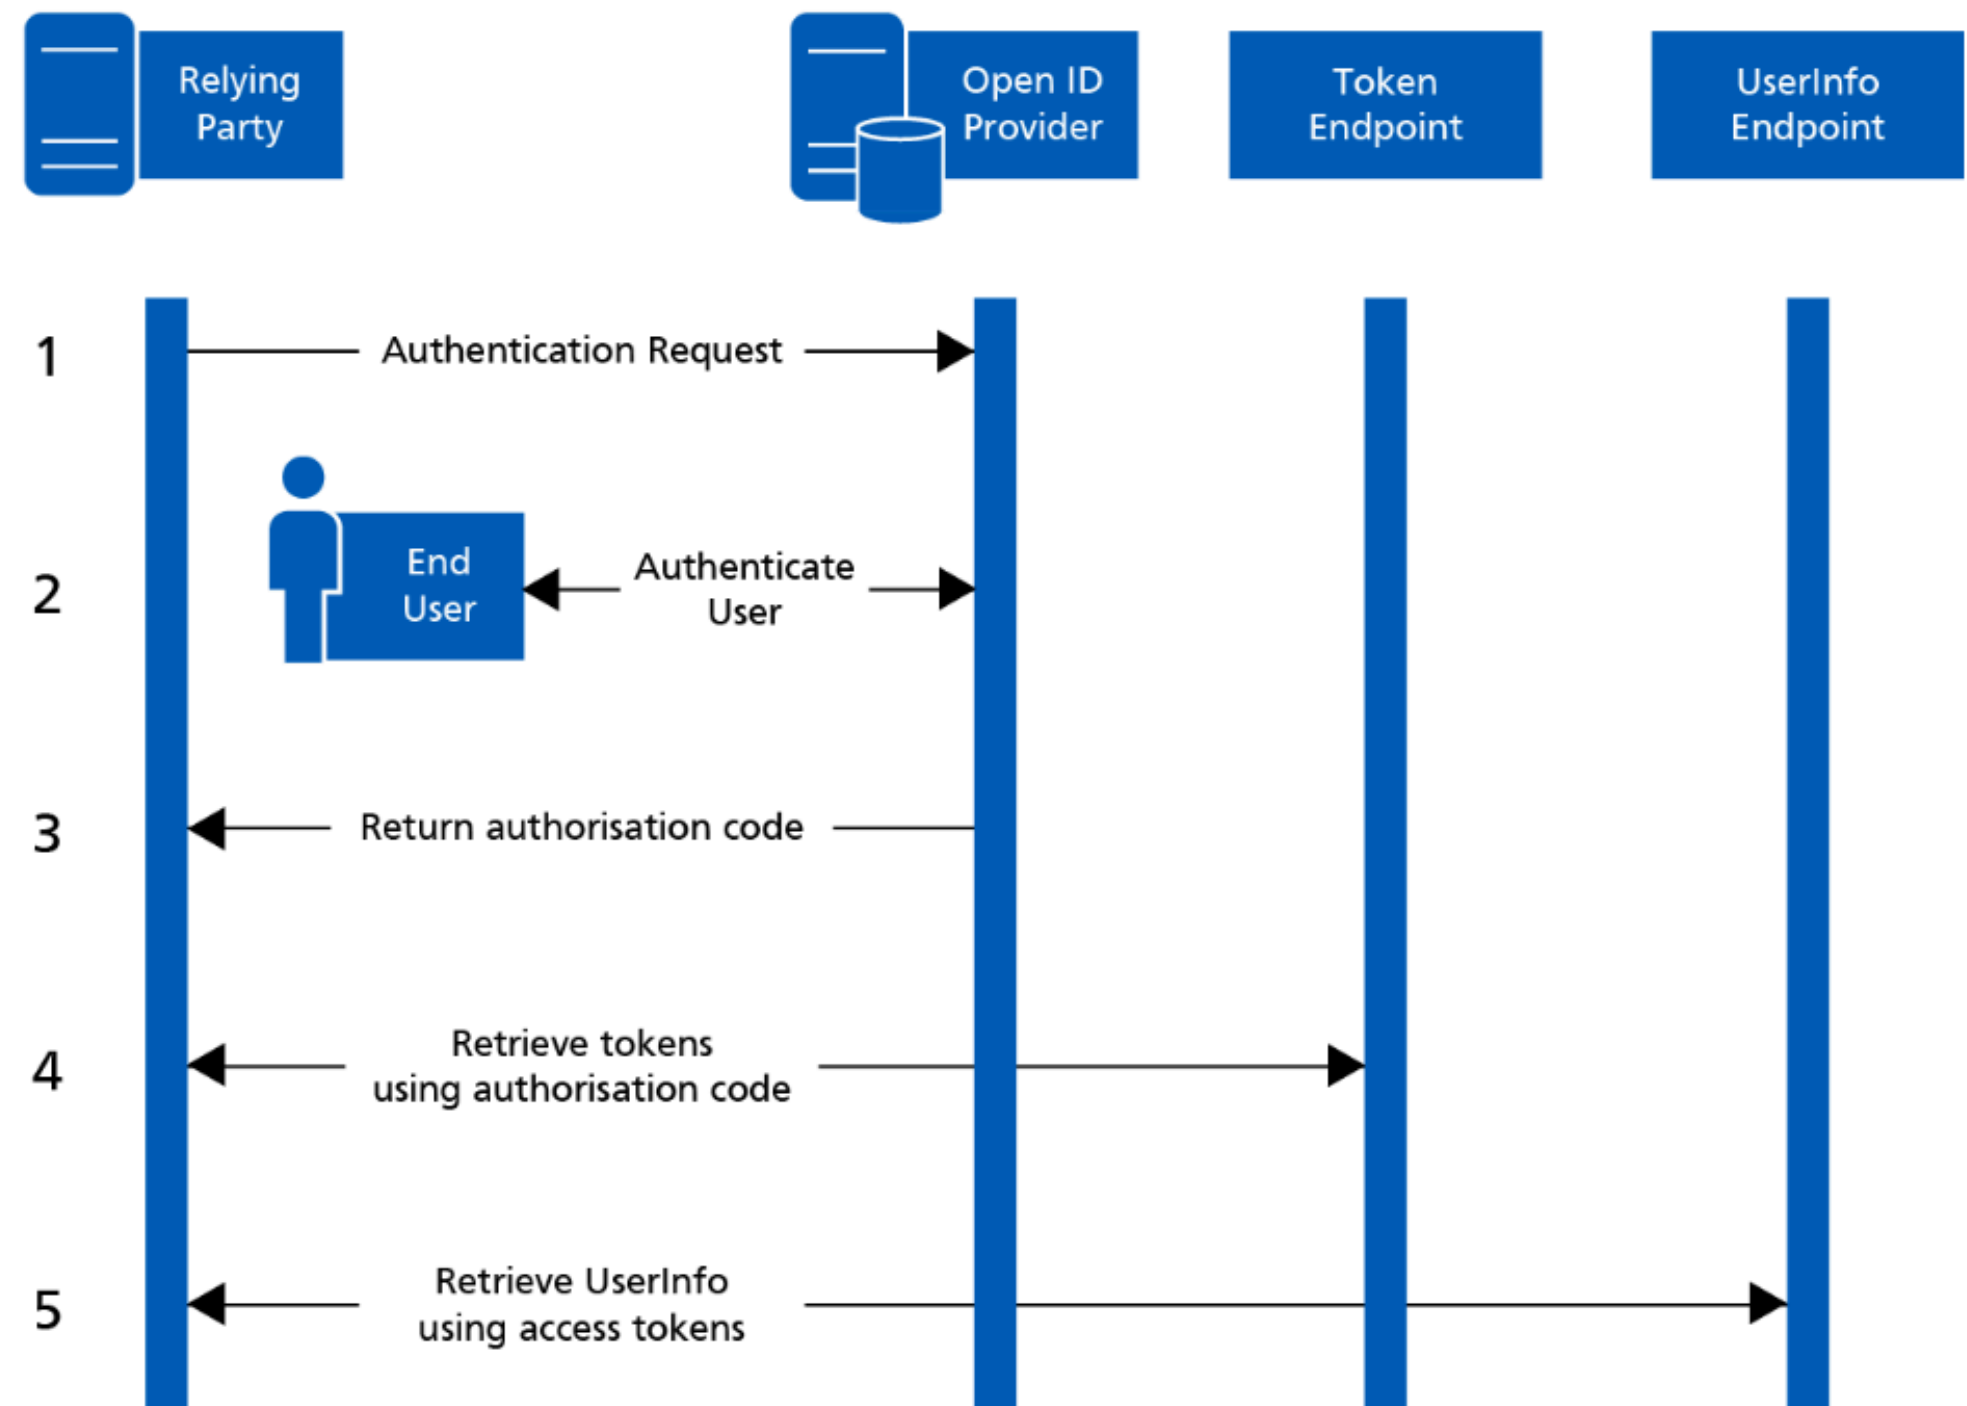 Relying
Party
Open ID
Provider
Token
Endpoint
UserInfo
Endpoint
1
Authentication Request
2
End
User
Authenticate
User
3
Return authorisation code
4
Retrieve tokens
using authorisation code
5
Retrieve UserInfo
using access tokens